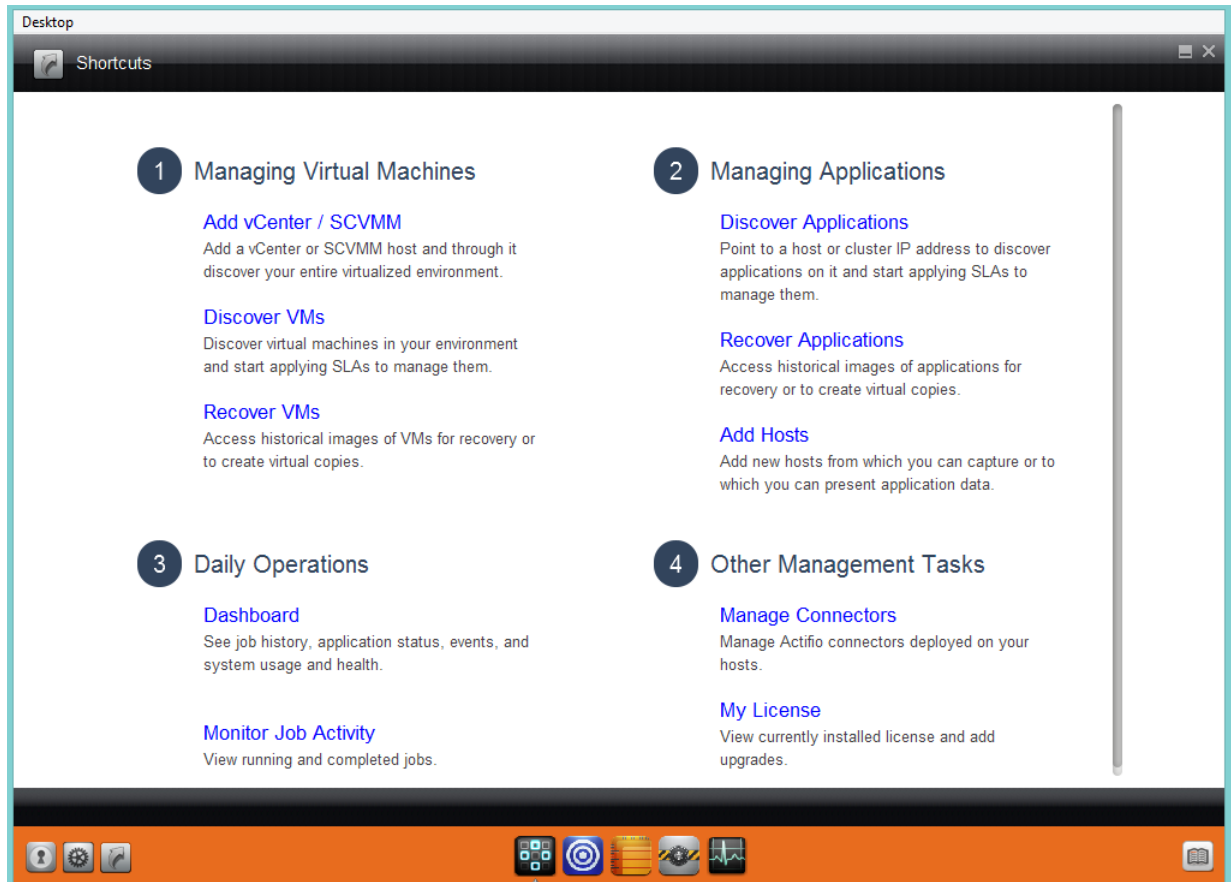 Desktop
Shortcuts
1 Managing Virtual Machines
Add vCenter / SCVMM
Add a vCenter or SCVMM host and through it
discover your entire virtualized environment.
Discover VMs
Discover virtual machines in your environment
and start applying SLAs to manage them.
Recover VMs
Access historical images of VMs for recovery or
to create virtual copies.
2 Managing Applications
Discover Applications
Point to a host or cluster IP address to discover
applications on it and start applying SLAs to
manage them.
Recover Applications
Access historical images of applications for
recovery or to create virtual copies.
Add Hosts
Add new hosts from which you can capture or to
which you can present application data.
3 Daily Operations
Dashboard
See job history, application status, events, and
system usage and health.
Monitor Job Activity
View running and completed jobs.
4 Other Management Tasks
Manage Connectors
Manage Actifio connectors deployed on your
hosts.
My License
View currently installed license and add
upgrades.